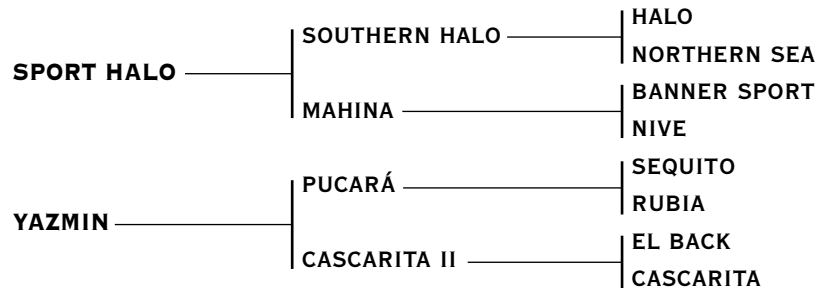 HALO
SOUTHERN HALO
NORTHERN SEA
SPORT HALO
BANNER SPORT
MAHINA
NIVE
SEQUITO
PUCARÁ
RUBIA
YAZMIN
EL BACK
CASCARITA II
CASCARITA